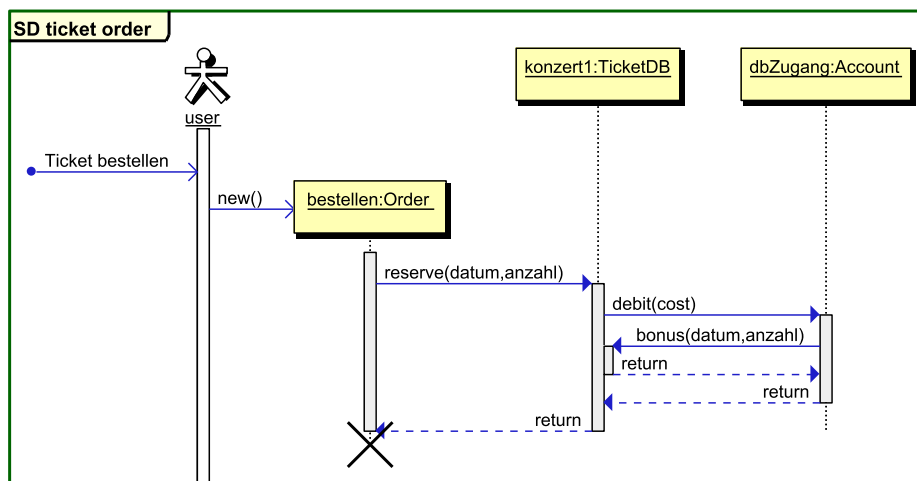 SD ticket order
konzert1:TicketDB
dbZugang:Account
user
Ticket bestellen
new()
bestellen:Order
reserve(datum,anzahl)
debit(cost)
bonus(datum,anzahl)
return
return
return